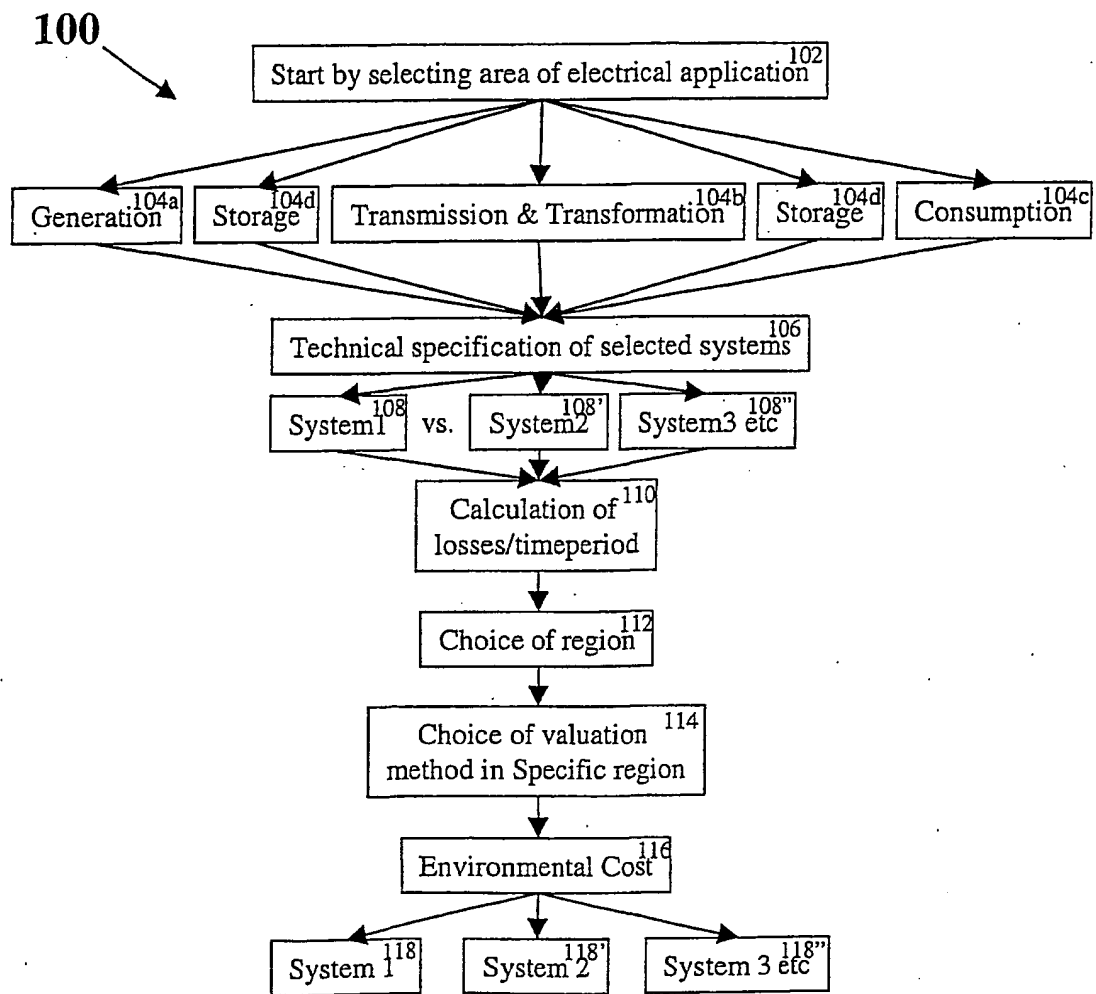 100
Start by selecting area of electrical application 102
Generation 104a
Storage 104d
Transmission & Transformation 104b
Storage 104d
Consumption 104c
Technical specification of selected systems 106
System1 108
vs.
System2 108'
System3 etc 108"
Calculation of 110
losses/timeperiod
Choice of region 112
Choice of valuation 114
method in Specific region
Environmental Cost 116
System 1 118
System 2 118'
System 3 etc 118"